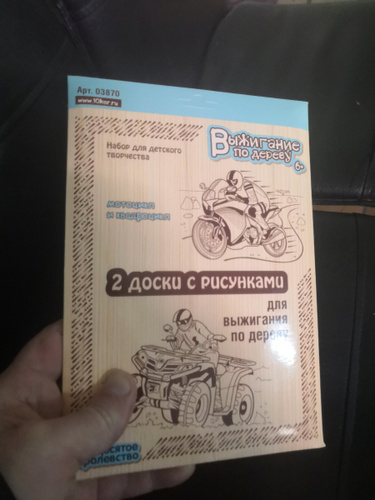 Арт. 03870
www.10kor.ru
Выжигание
по дереву
6+
Набор для детского
творчества
мотоцикл
и квадроцикл
2 доски с рисунками
для
выжигания
по дереву